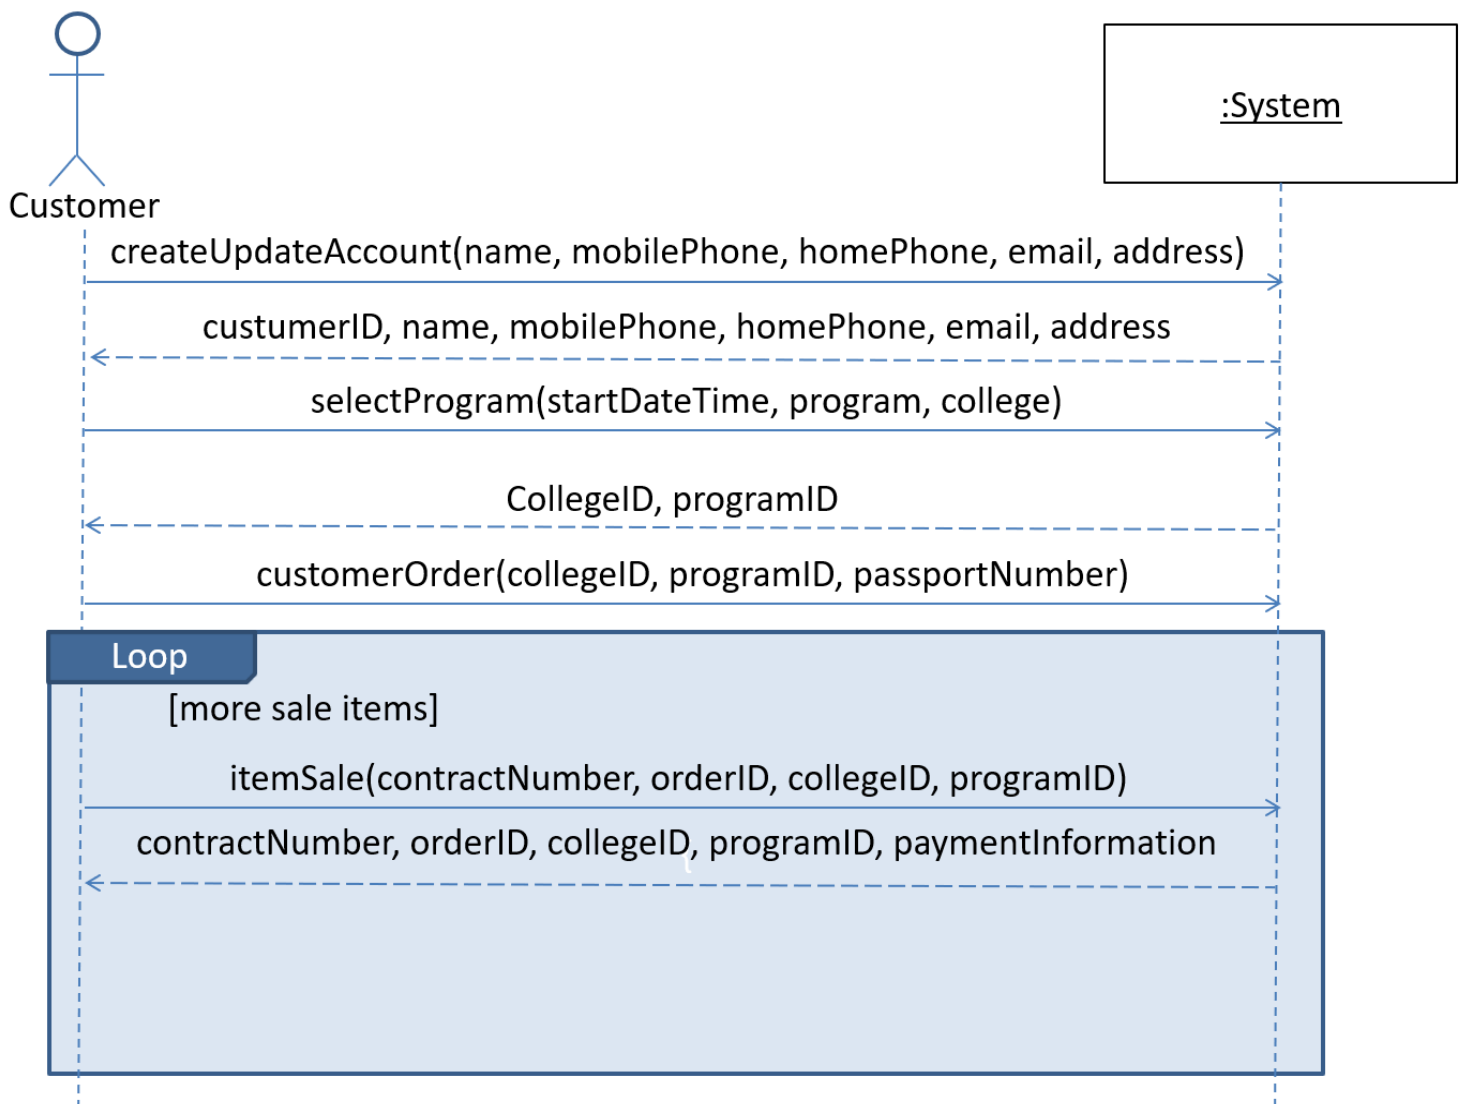 :System
Customer
createUpdateAccount(name, mobilePhone, homePhone, email, address)
custumerID, name, mobilePhone, homePhone, email, address
selectProgram(startDateTime, program, college)
CollegeID, programID
customerOrder(collegeID, programID, passportNumber)
Loop
[more sale items]
itemSale(contractNumber, orderID, collegeID, programID)
contractNumber, orderID, collegeID, programID, paymentInformation